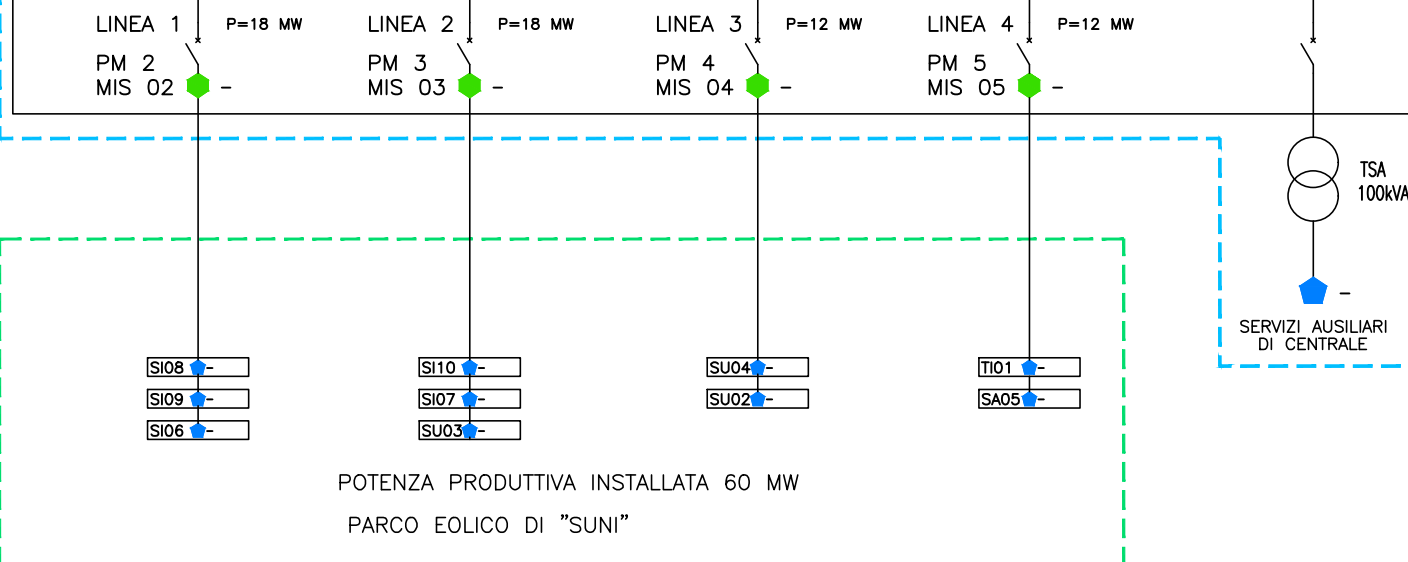 LINEA 1 P=18 MW
PM 2
MIS 02 -
LINEA 2 P=18 MW
PM 3
MIS 03 -
LINEA 3 P=12 MW
PM 4
MIS 04 -
LINEA 4 P=12 MW
PM 5
MIS 05 -
TSA
100kVA
-
SERVIZI AUSILIARI
DI CENTRALE
SI08 -
SI09 -
SI06 -
SI10 -
SI07 -
SU03 -
SU04 -
SU02 -
TI01 -
SA05 -
POTENZA PRODUTTIVA INSTALLATA 60 MW
PARCO EOLICO DI "SUNI"